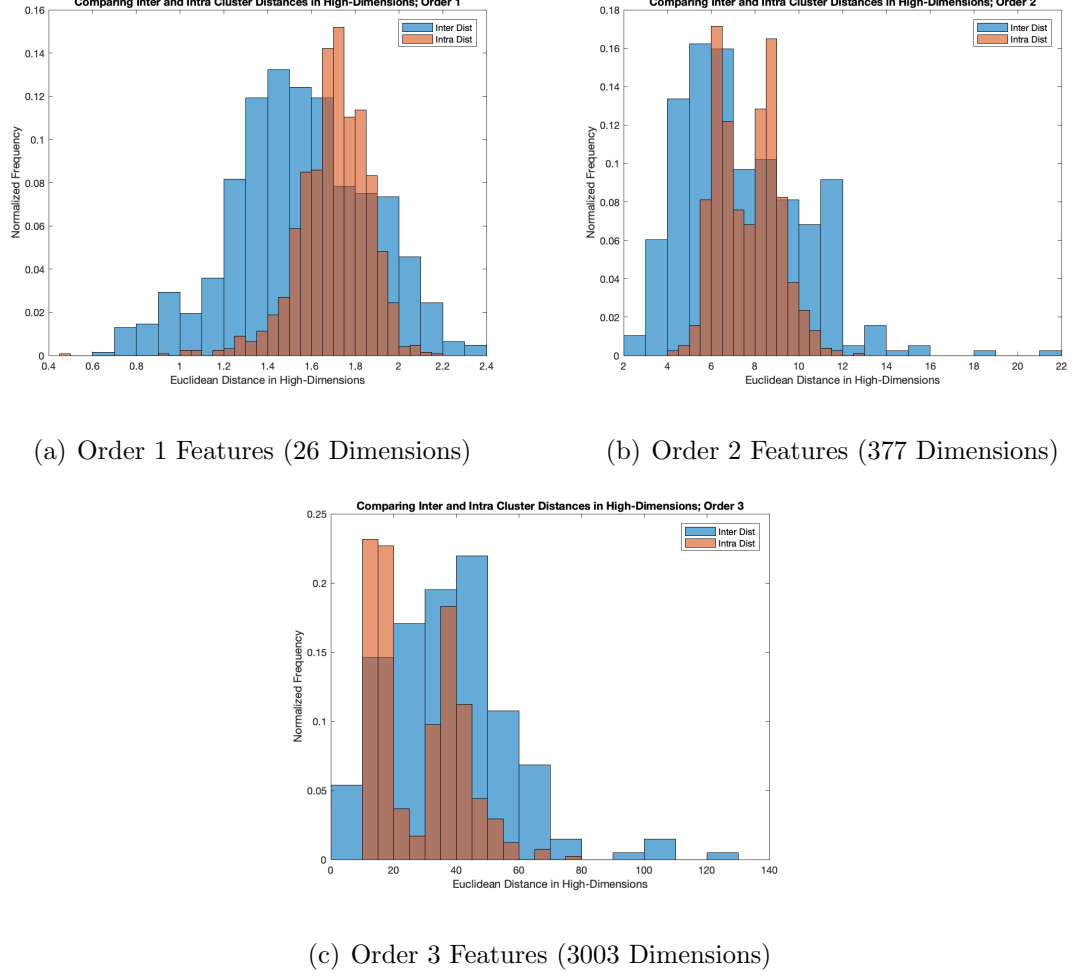 Comparing Inter and Intra Cluster Distances in High-Dimensions; Order 1
Inter Dist
Intra Dist
Normalized Frequency
0.16
0.14
0.12
0.1
0.08
0.06
0.04
0.02
0
0.4 0.6 0.8 1 1.2 1.4 1.6 1.8 2 2.2 2.4
Euclidean Distance in High-Dimensions
(a) Order 1 Features (26 Dimensions)
Comparing Inter and Intra Cluster Distances in High-Dimensions; Order 2
Inter Dist
Intra Dist
Normalized Frequency
0.18
0.16
0.14
0.12
0.1
0.08
0.06
0.04
0.02
0
2 4 6 8 10 12 14 16 18 20 22
Euclidean Distance in High-Dimensions
(b) Order 2 Features (377 Dimensions)
Comparing Inter and Intra Cluster Distances in High-Dimensions; Order 3
Inter Dist
Intra Dist
Normalized Frequency
0.25
0.2
0.15
0.1
0.05
0
0 20 40 60 80 100 120 140
Euclidean Distance in High-Dimensions
(c) Order 3 Features (3003 Dimensions)